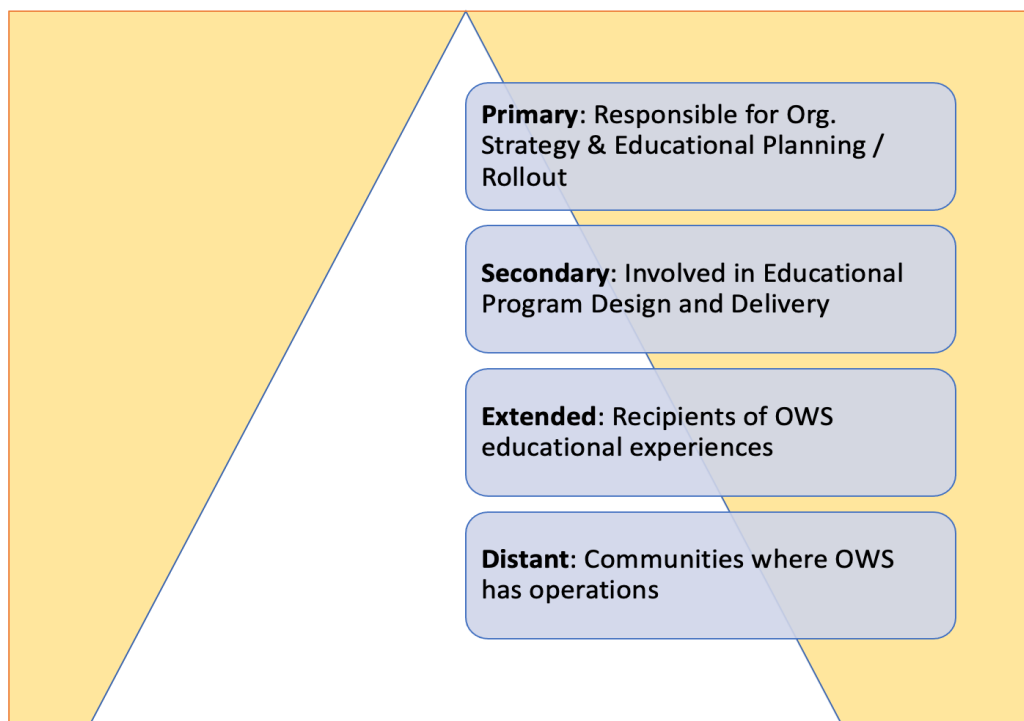 Primary: Responsible for Org.
Strategy & Educational Planning /
Rollout
Secondary: Involved in Educational
Program Design and Delivery
Extended: Recipients of OWS
educational experiences
Distant: Communities where OWS
has operations